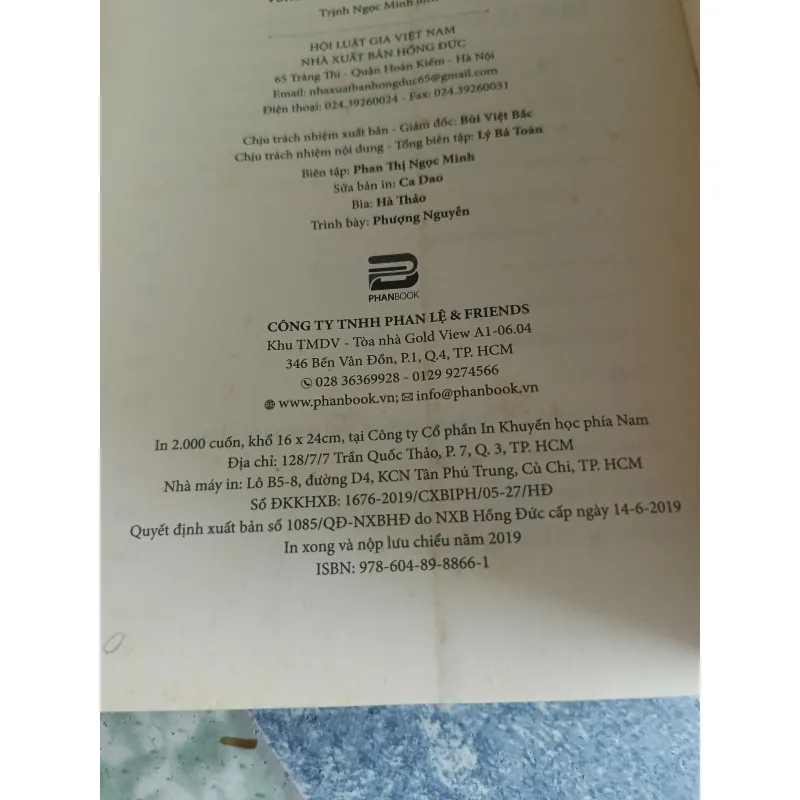 Trịnh Ngọc Minh
HỘI LUẬT GIA VIỆT NAM
NHÀ XUẤT BẢN HỒNG ĐỨC
65 Tràng Thi - Quận Hoàn Kiếm - Hà Nội
Email: nhaxuatbanhongduc65@gmail.com
Điện thoại: 024.39260024 - Fax: 024.39260031
Chịu trách nhiệm xuất bản - Giám đốc: Bùi Việt Bắc
Chịu trách nhiệm nội dung - Tổng biên tập: Lý Bá Toàn
Biên tập: Phan Thị Ngọc Minh
Sửa bản in: Ca Dao
Bìa: Hà Thảo
Trình bày: Phượng Nguyễn
PHANBOOK
CÔNG TY TNHH PHAN LỆ & FRIENDS
Khu TMDV - Tòa nhà Gold View A1-06.04
346 Bến Vân Đồn, P.1, Q.4, TP. HCM
028 36369928 - 0129 9274566
www.phanbook.vn; info@phanbook.vn
In 2.000 cuốn, khổ 16 x 24cm, tại Công ty Cổ phần In Khuyến học phía Nam
Địa chỉ: 128/7/7 Trần Quốc Thảo, P. 7, Q. 3, TP. HCM
Nhà máy in: Lô B5-8, đường D4, KCN Tân Phú Trung, Củ Chi, TP. HCM
Số ĐKKHXB: 1676-2019/CXBIPH/05-27/HĐ
Quyết định xuất bản số 1085/QĐ-NXBHĐ do NXB Hồng Đức cấp ngày 14-6-2019
In xong và nộp lưu chiểu năm 2019
ISBN: 978-604-89-8866-1